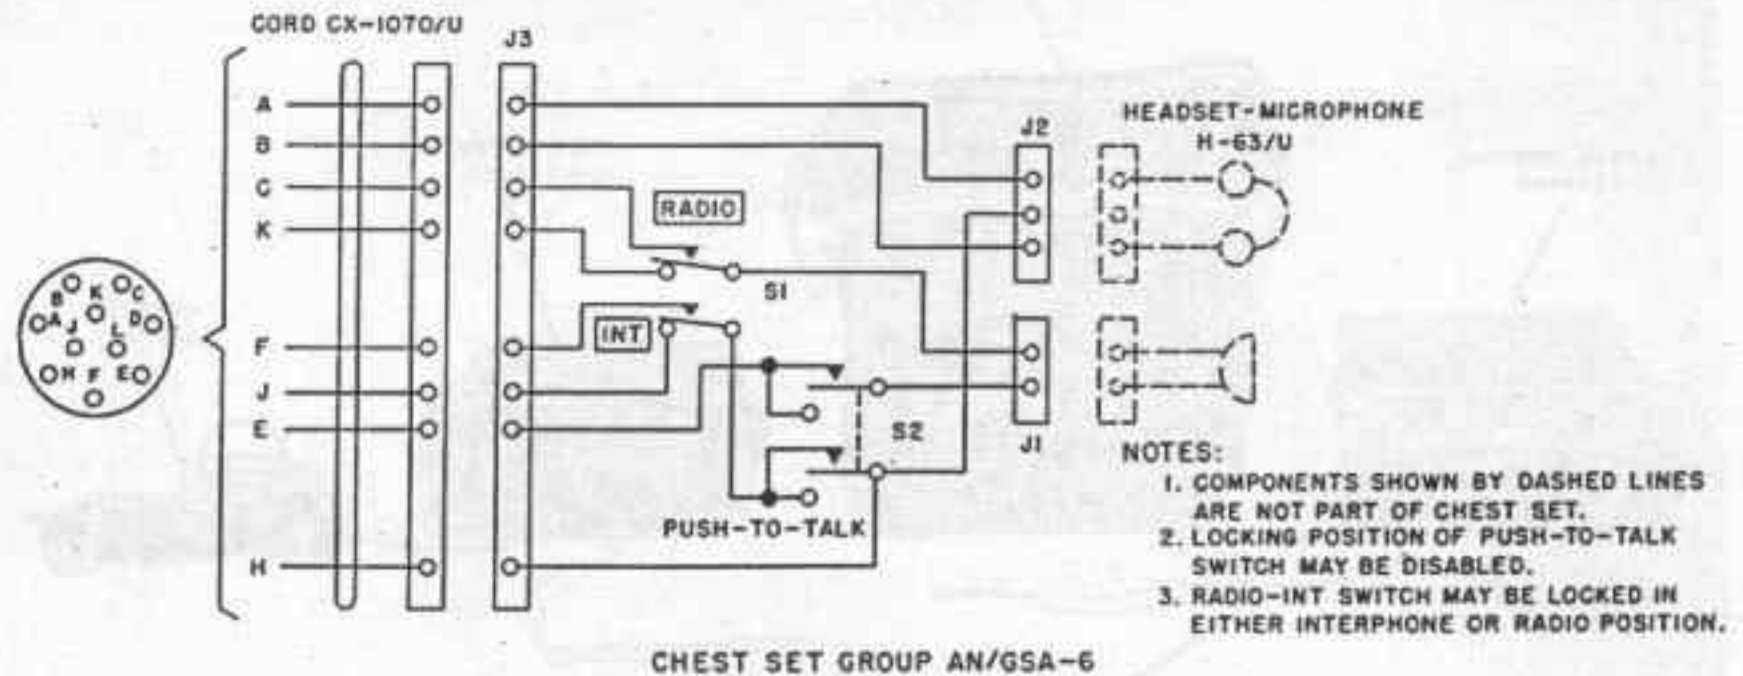 CORD CX-1070/U
J3
A
B
C
K
F
J
E
H
B K C
A J L D
H F E
RADIO
S1
INT
S2
PUSH-TO-TALK
J2
J1
HEADSET-MICROPHONE
H-63/U
NOTES:
1. COMPONENTS SHOWN BY DASHED LINES
ARE NOT PART OF CHEST SET.
2. LOCKING POSITION OF PUSH-TO-TALK
SWITCH MAY BE DISABLED.
3. RADIO-INT SWITCH MAY BE LOCKED IN
EITHER INTERPHONE OR RADIO POSITION.
CHEST SET GROUP AN/GSA-6